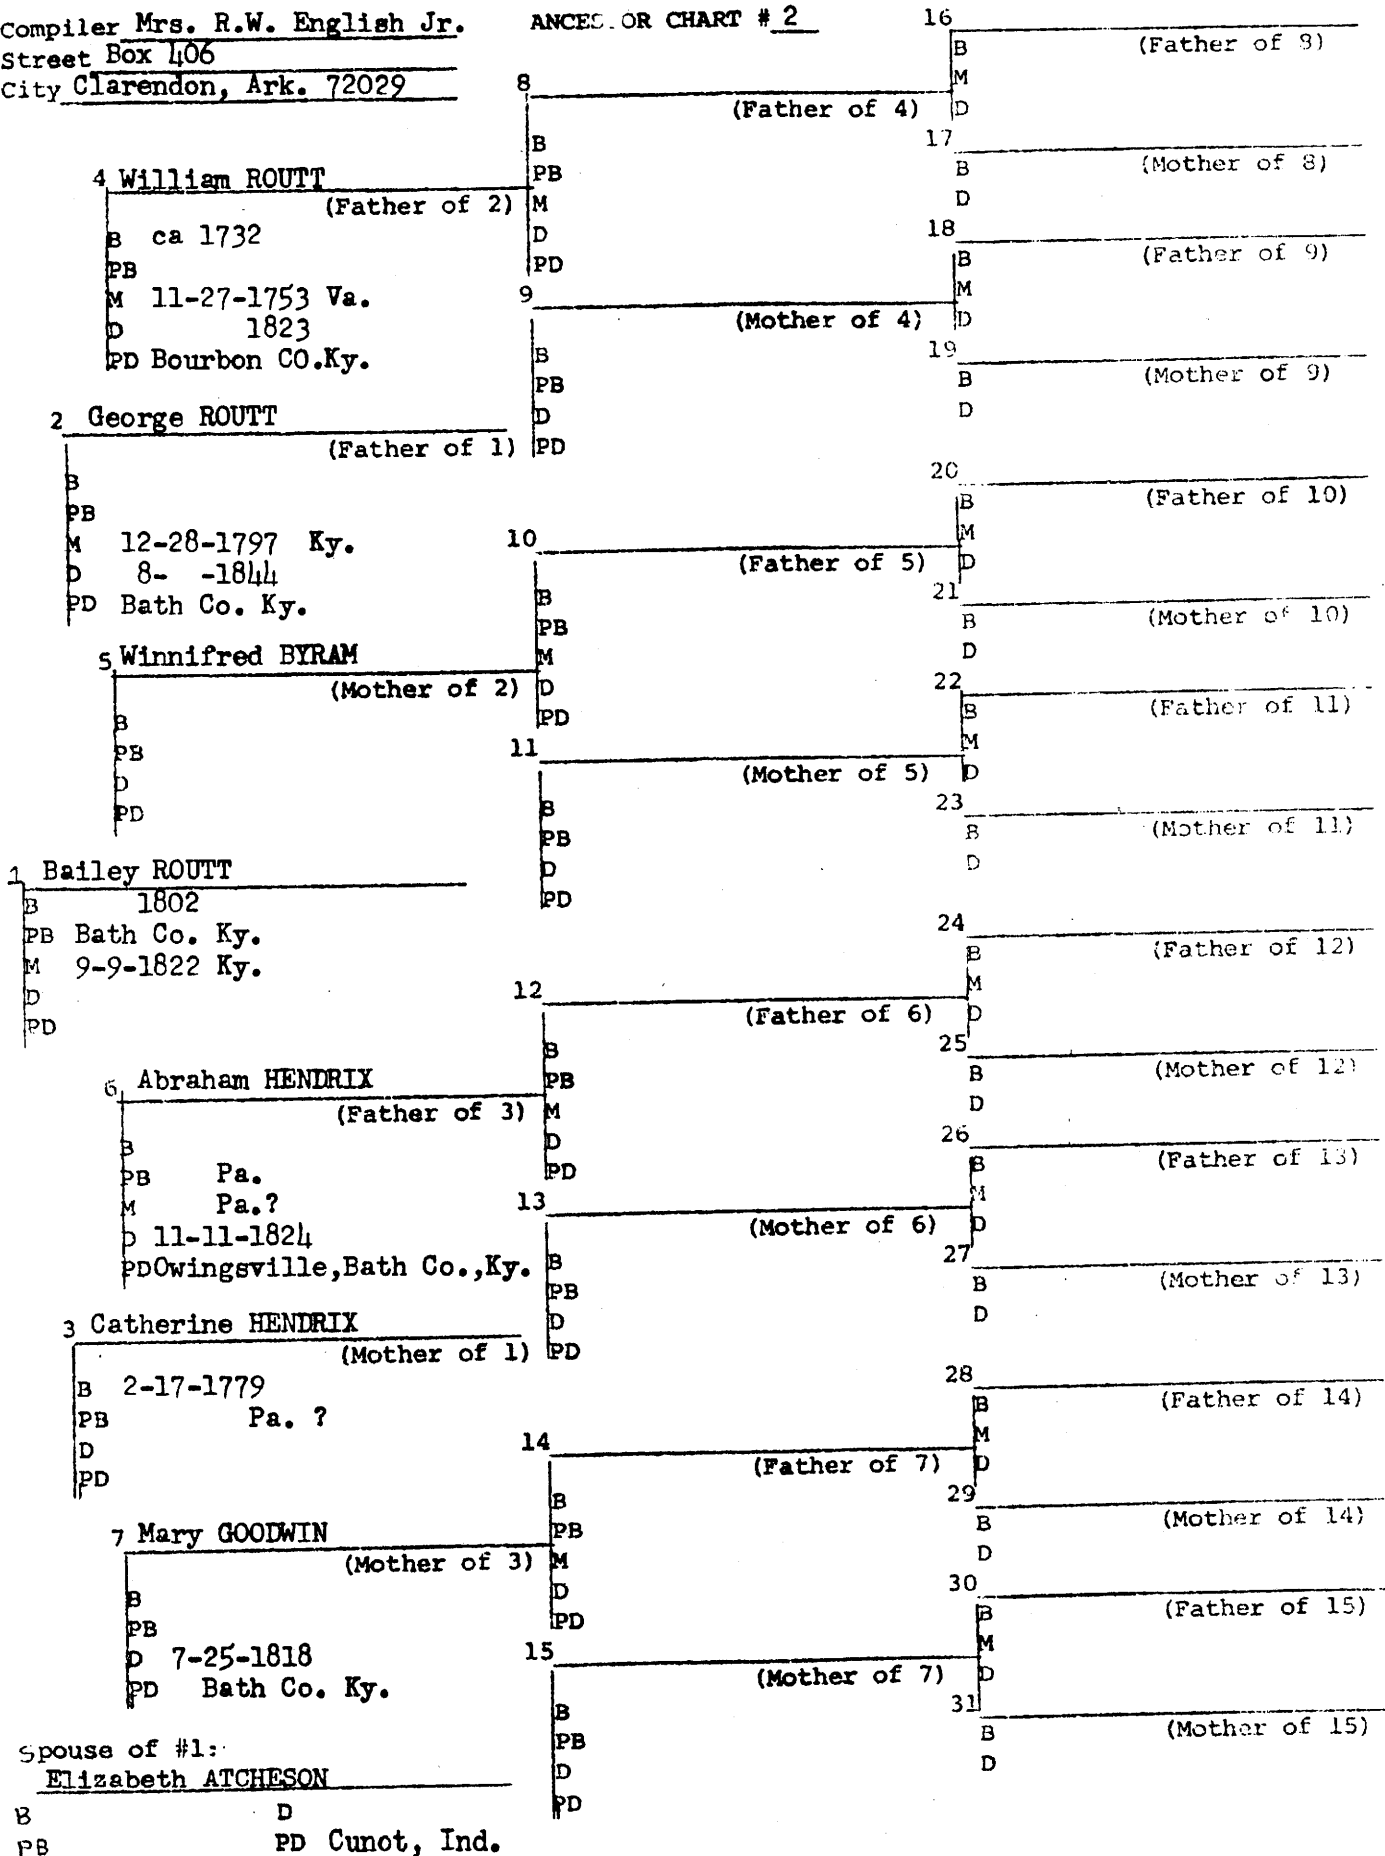 Compiler Mrs. R.W. English Jr.
Street Box 406
City Clarendon, Ark. 72029
ANCES OR CHART # 2
4 William ROUTT
(Father of 2)
B ca 1732
PB
M 11-27-1753 Va.
D 1823
PD Bourbon CO.Ky.
2 George ROUTT
(Father of 1)
B
PB
M 12-28-1797 Ky.
D 8- -1844
PD Bath Co. Ky.
5 Winnifred BYRAM
(Mother of 2)
B
PB
D
PD
1 Bailey ROUTT
B 1802
PB Bath Co. Ky.
M 9-9-1822 Ky.
D
PD
6 Abraham HENDRIX
(Father of 3)
B
PB Pa.
M Pa.?
D 11-11-1824
PD Owingsville,Bath Co.,Ky.
3 Catherine HENDRIX
(Mother of 1)
B 2-17-1779
PB Pa. ?
D
PD
7 Mary GOODWIN
(Mother of 3)
B
PB
D 7-25-1818
PD Bath Co. Ky.
Spouse of #1:
Elizabeth ATCHESON
B D
PB PD Cunot, Ind.
8
(Father of 4)
B
PB
M
D
PD
9
(Mother of 4)
B
PB
D
PD
10
(Father of 5)
B
PB
M
D
PD
11
(Mother of 5)
B
PB
D
PD
12
(Father of 6)
B
PB
M
D
PD
13
(Mother of 6)
B
PB
D
PD
14
(Father of 7)
B
PB
M
D
PD
15
(Mother of 7)
B
PB
D
PD
16
(Father of 8)
B
M
D
17
(Mother of 8)
B
D
18
(Father of 9)
B
M
D
19
(Mother of 9)
B
D
20
(Father of 10)
B
M
D
21
(Mother of 10)
B
D
22
(Father of 11)
B
M
D
23
(Mother of 11)
B
D
24
(Father of 12)
B
M
D
25
(Mother of 12)
B
D
26
(Father of 13)
B
M
D
27
(Mother of 13)
B
D
28
(Father of 14)
B
M
D
29
(Mother of 14)
B
D
30
(Father of 15)
B
M
D
31
(Mother of 15)
B
D